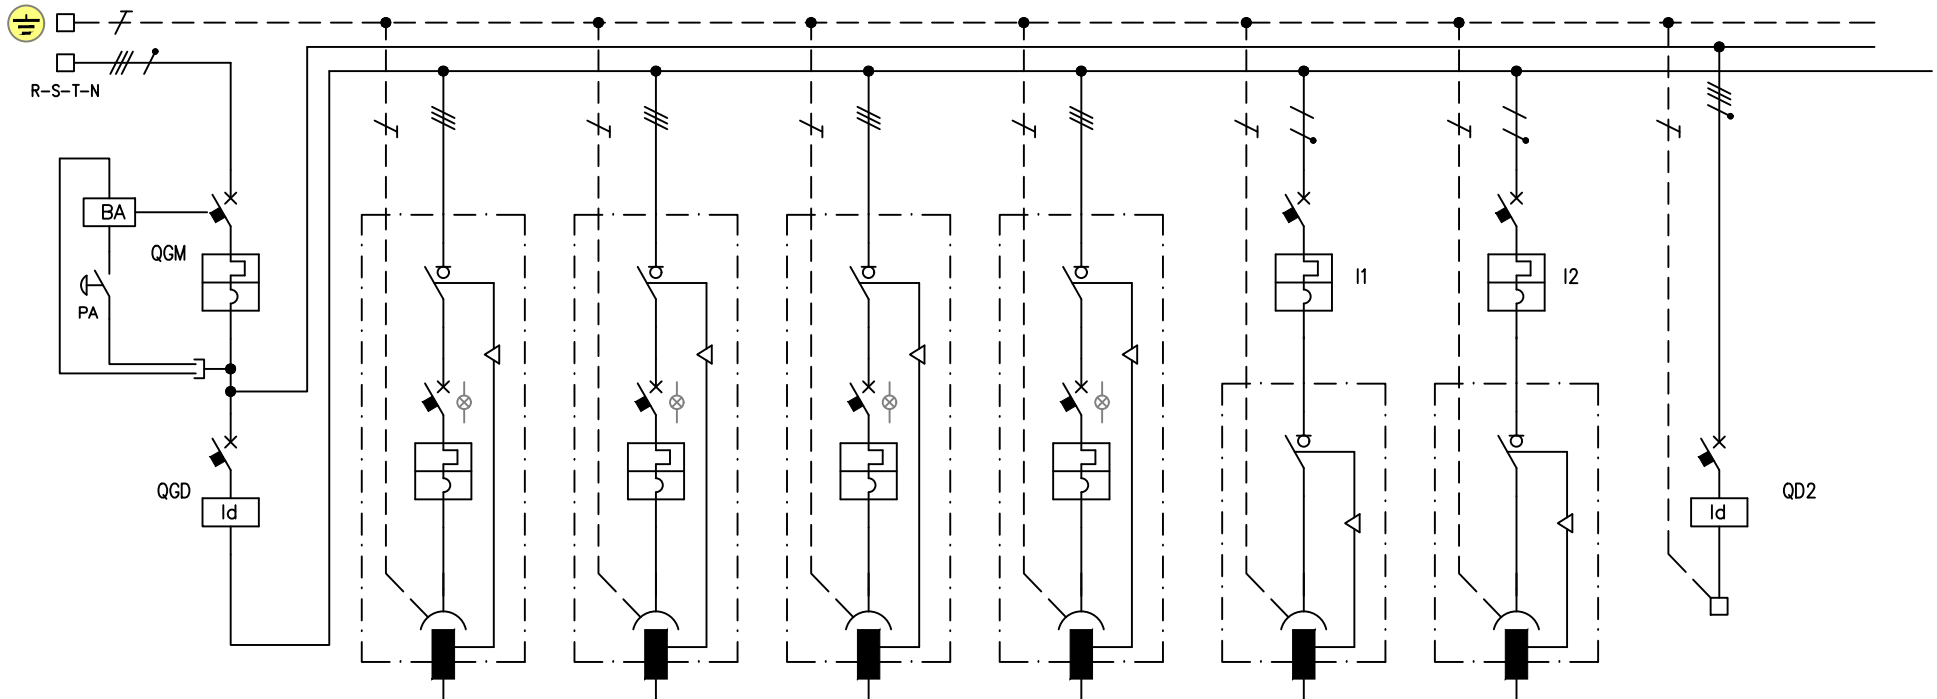 R-S-T-N
BA
QGM
PA
I1
I2
QGD
Id
QD2
Id